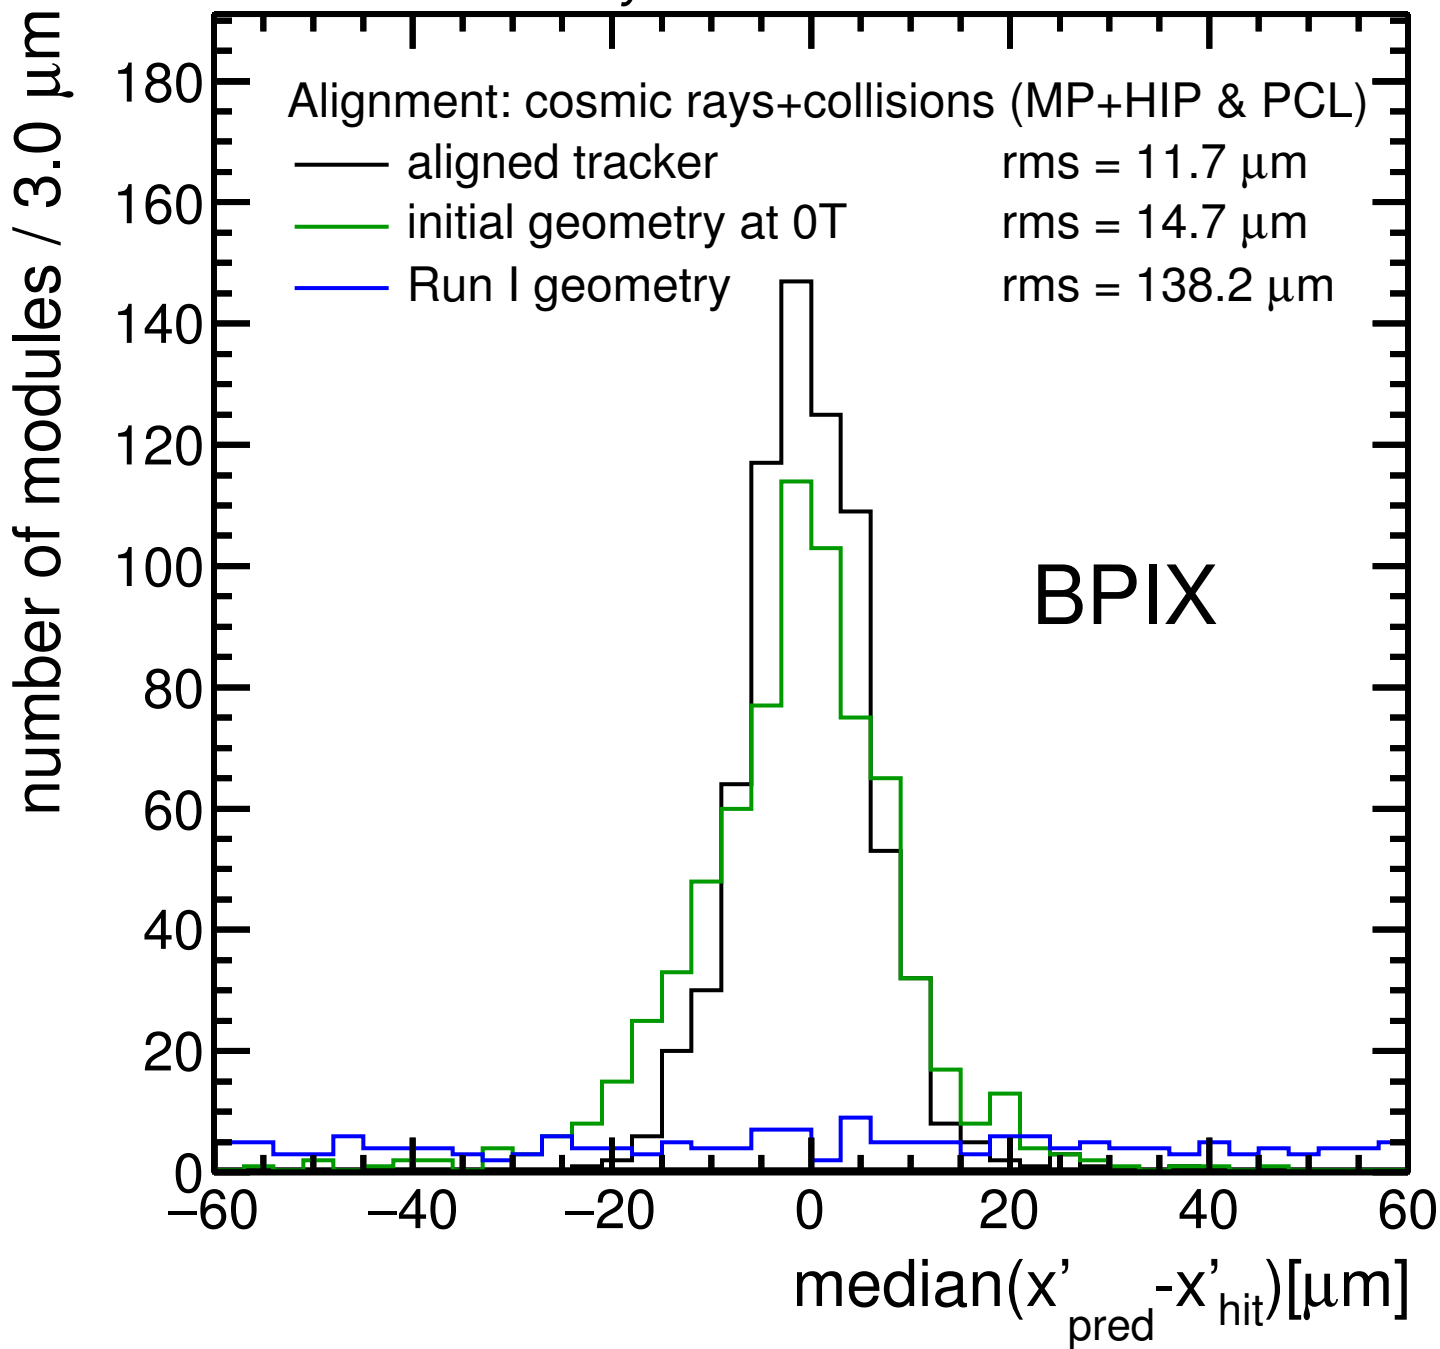 number of modules / 3.0 μm
180
160
140
120
100
80
60
40
20
0
Alignment: cosmic rays+collisions (MP+HIP & PCL)
aligned tracker rms = 11.7 μm
initial geometry at 0T rms = 14.7 μm
Run I geometry rms = 138.2 μm
BPIX
−60 −40 −20 0 20 40 60
median(x'pred-x'hit)[μm]